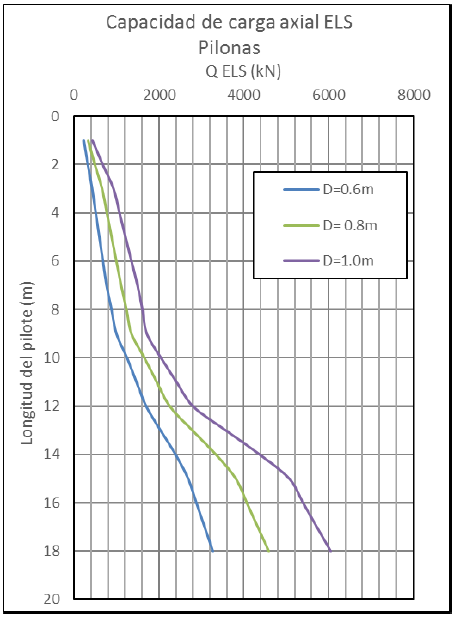 Capacidad de carga axial ELS
Pilonas
Q ELS (kN)
0 2000 4000 6000 8000
0
2
4
6
8
10
12
14
16
18
20
Longitud del pilote (m)
D=0.6m
D= 0.8m
D=1.0m